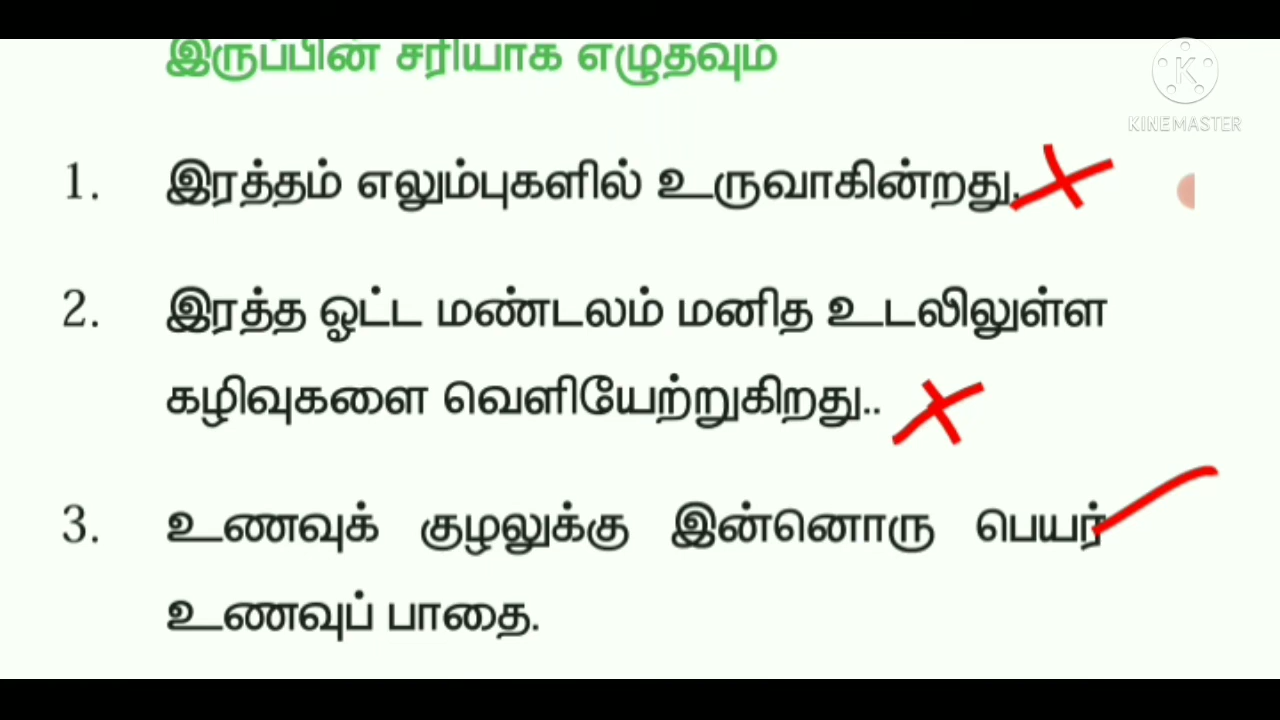 இருப்பின் சரியாக எழுதவும்
KINEMASTER
1. இரத்தம் எலும்புகளில் உருவாகின்றது.
2. இரத்த ஓட்ட மண்டலம் மனித உடலிலுள்ள
கழிவுகளை வெளியேற்றுகிறது..
3. உணவுக் குழலுக்கு இன்னொரு பெயர்
உணவுப் பாதை.